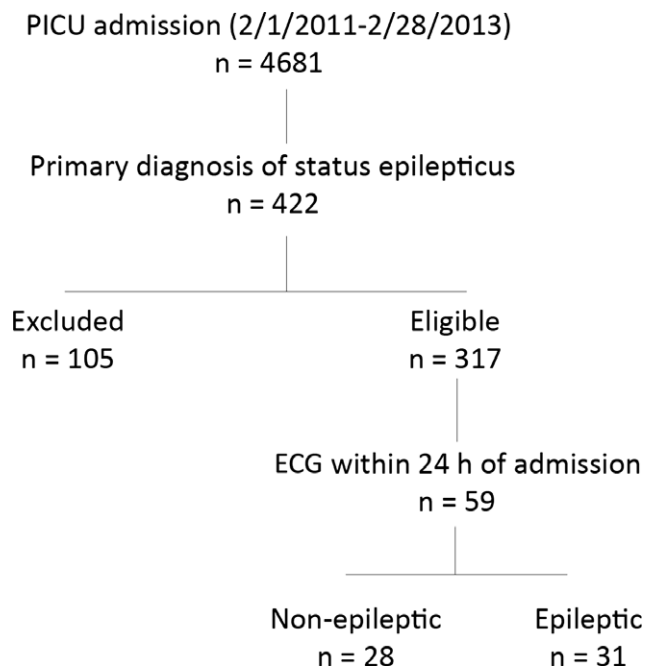 PICU admission (2/1/2011-2/28/2013)
n = 4681
Primary diagnosis of status epilepticus
n = 422
Excluded
n = 105
Eligible
n = 317
ECG within 24 h of admission
n = 59
Non-epileptic
n = 28
Epileptic
n = 31